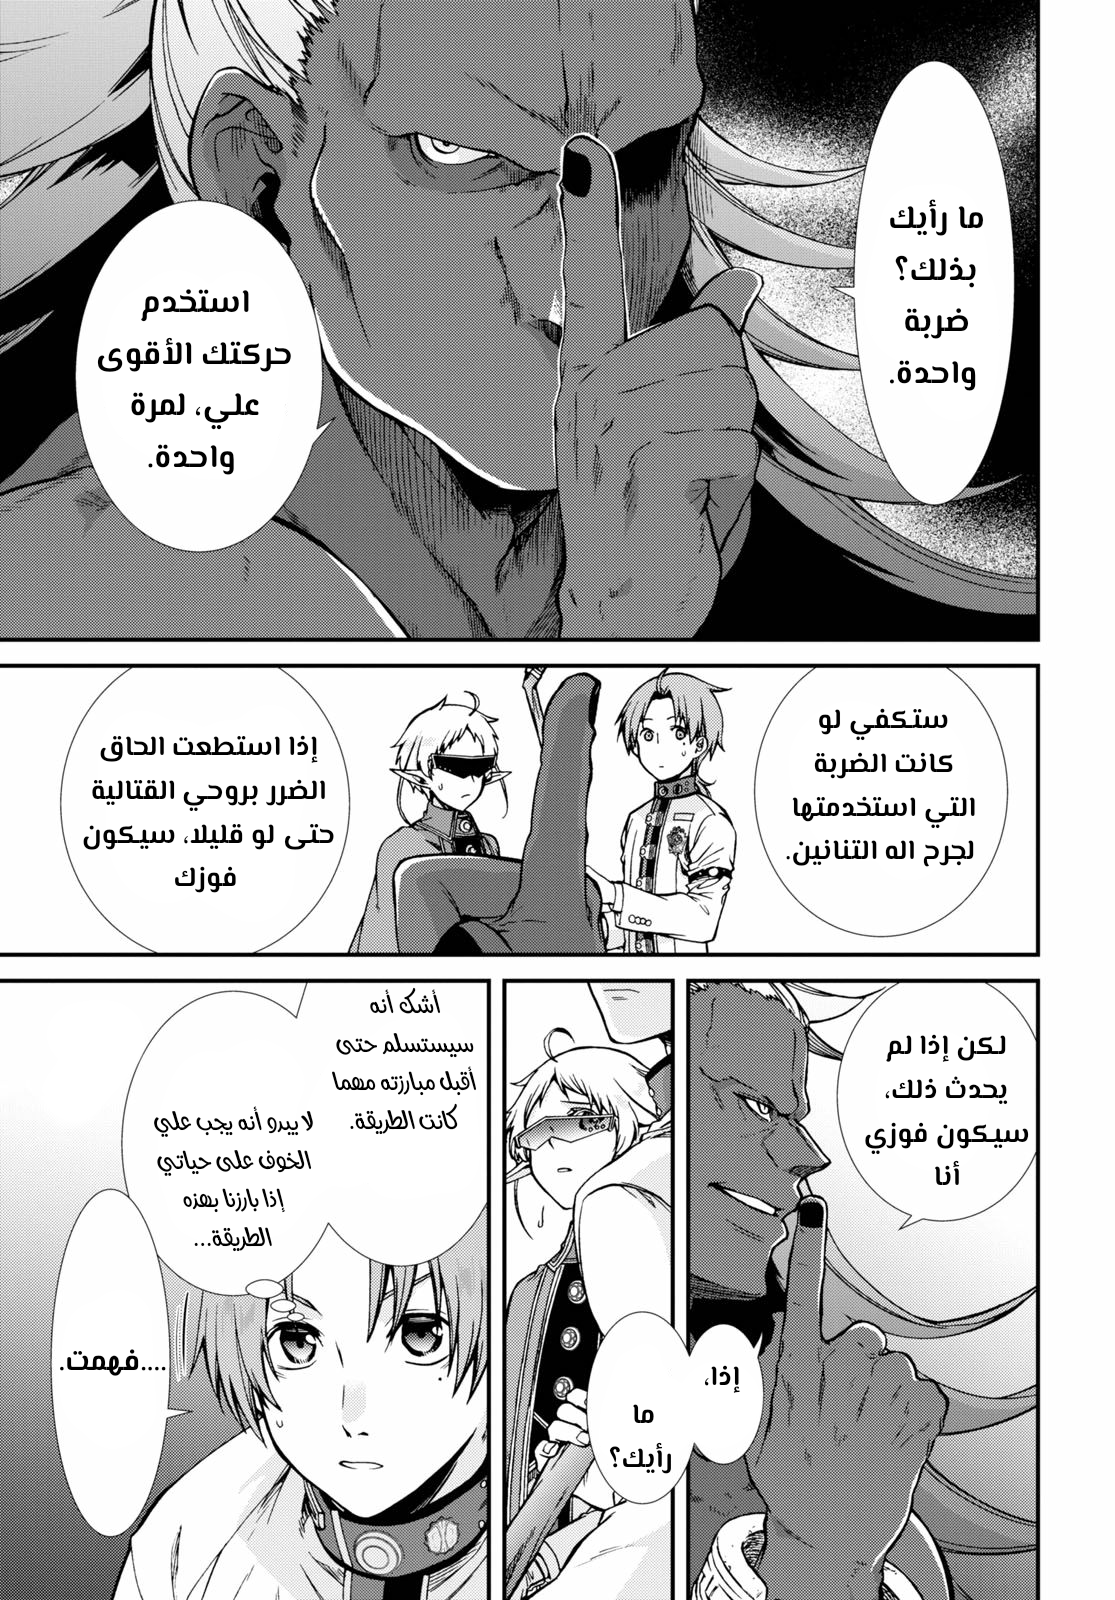 ما رأيك
بذلك؟
ضربة
واحدة.
استخدم
حركتك الأقوى
علي، لمرة
واحدة.
ستكفي لو
كانت الضربة
التي استخدمتها
لجرح اله التنانين.
إذا استطعت الحاق
الضرر بروحي القتالية
حتى لو قليلا، سيكون
فوزك
لكن إذا لم
يحدث ذلك،
سيكون فوزي
أنا
إذا،
ما
رأيك؟
أشك أنه
سيستسلم حتى
أقبل مبارزته مهما
كانت الطريقة.
لا يبدو أنه يجب علي
الخوف على حياتي
إذا بارزنا بهذه
الطريقة...
....فهمت.